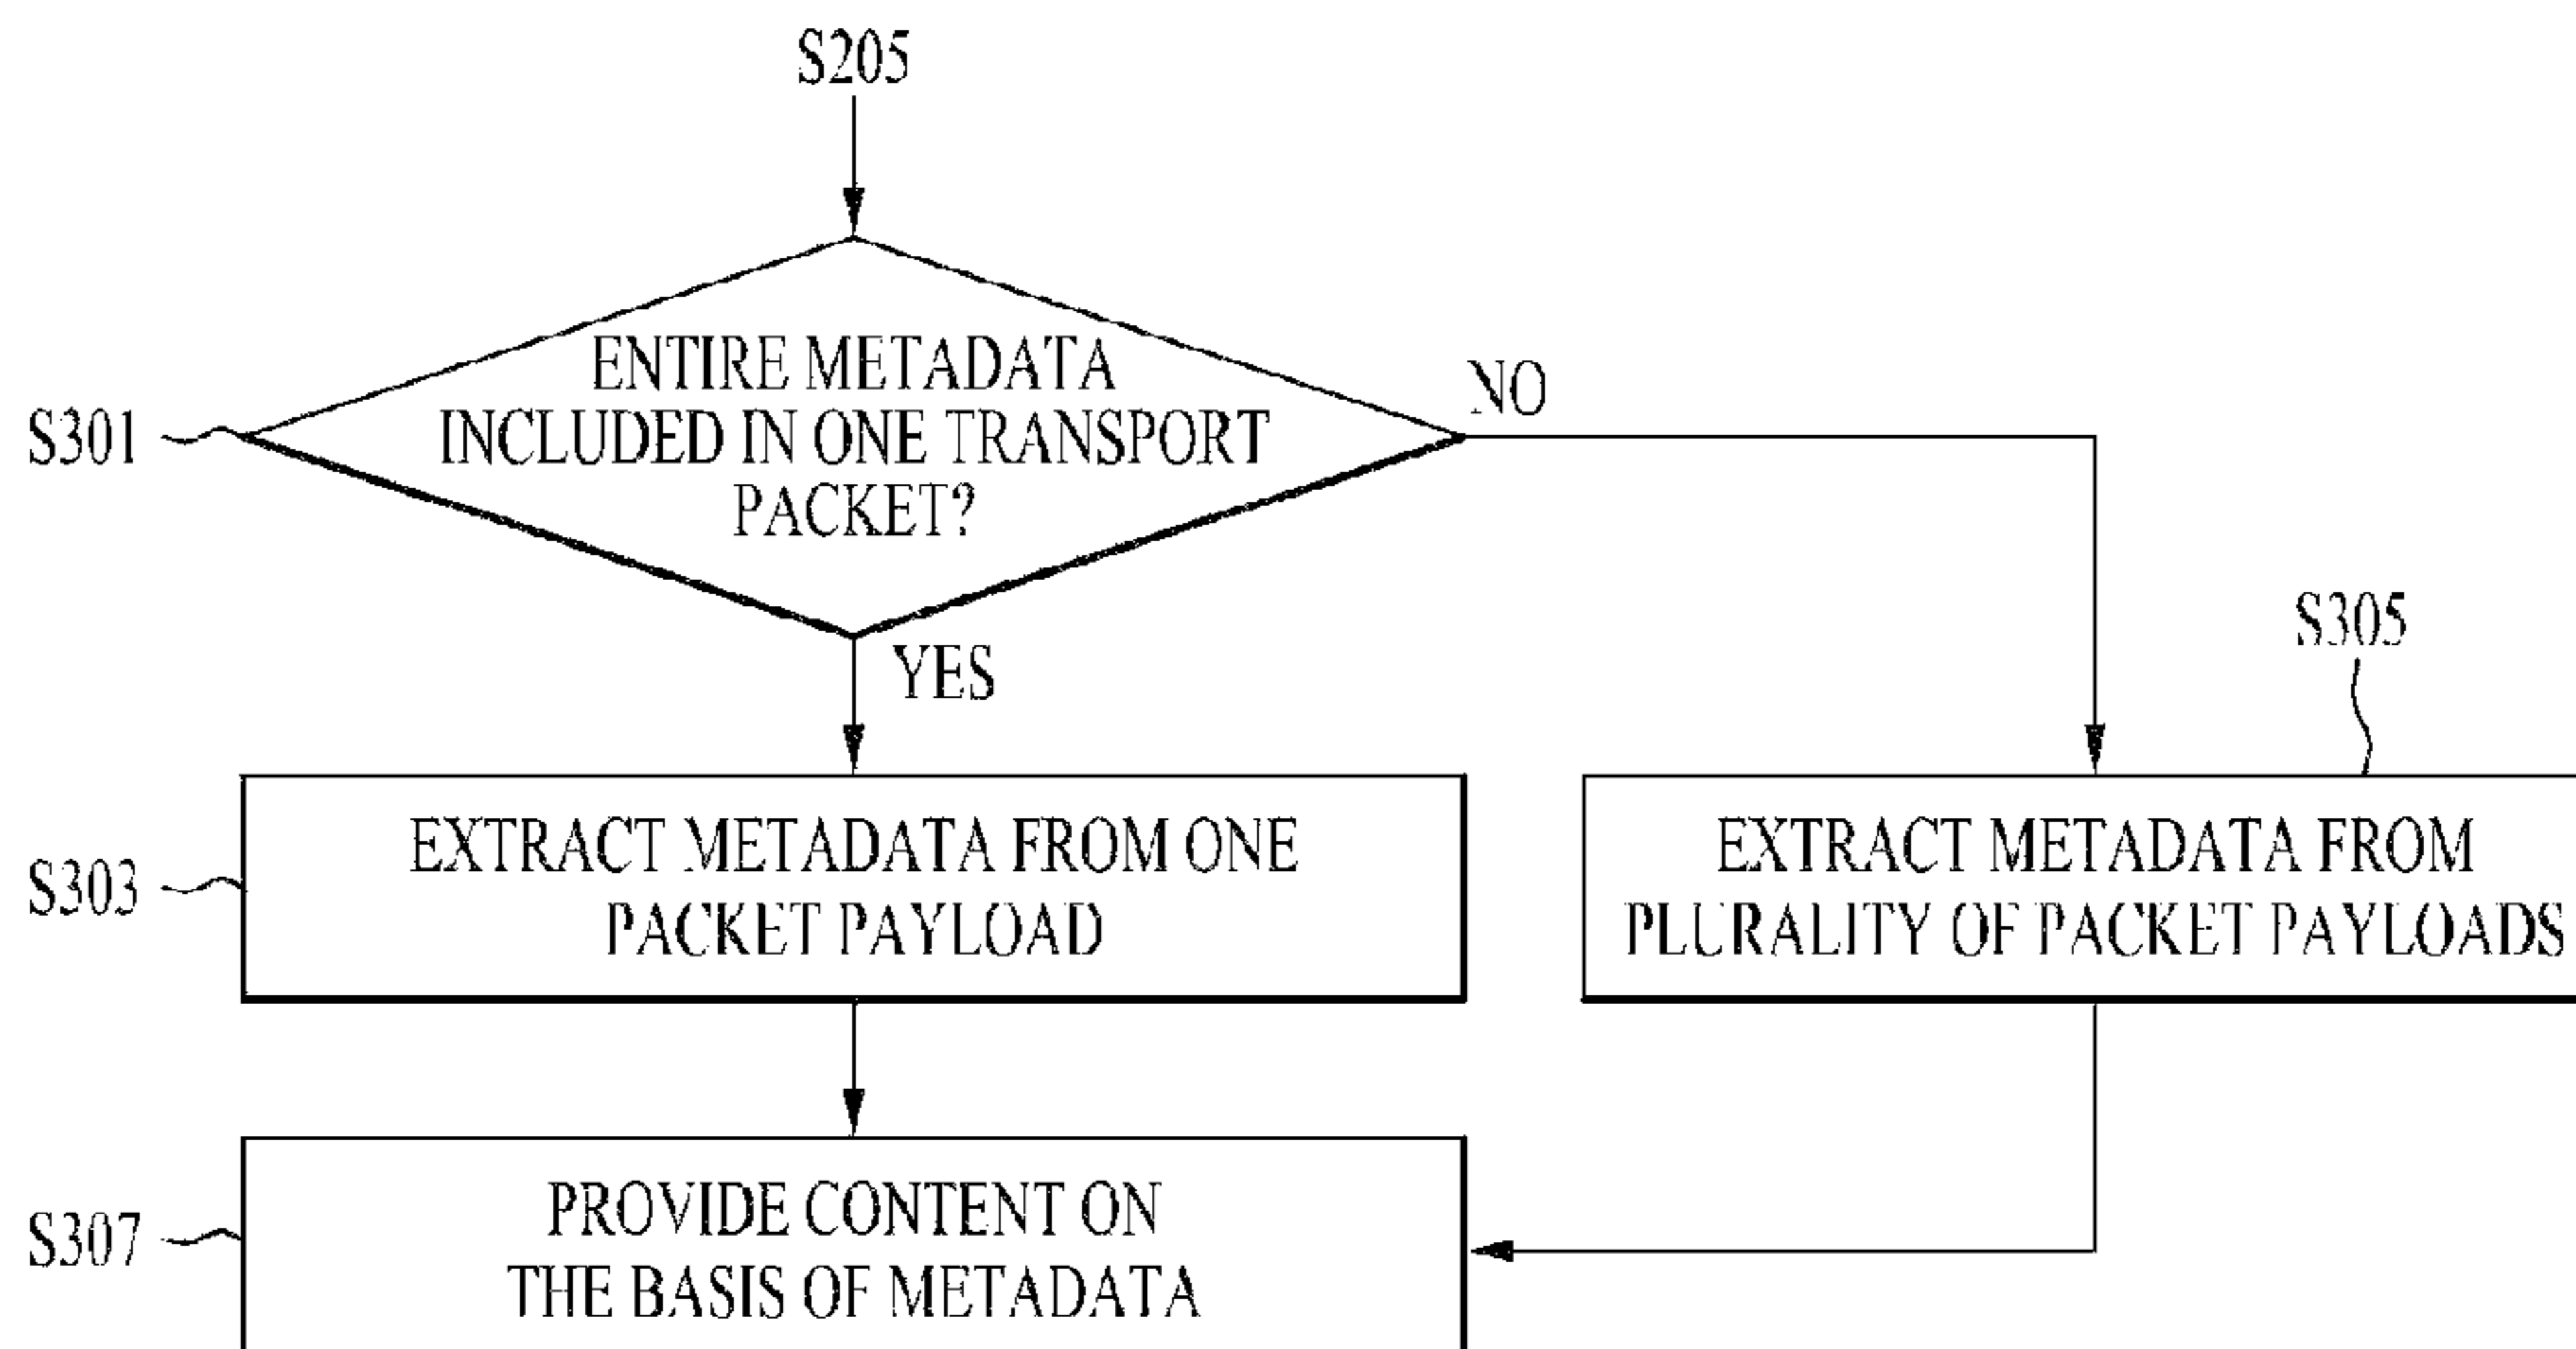 S205
ENTIRE METADATA
INCLUDED IN ONE TRANSPORT
PACKET?
S301
NO
YES
S305
EXTRACT METADATA FROM ONE
PACKET PAYLOAD
S303
EXTRACT METADATA FROM
PLURALITY OF PACKET PAYLOADS
PROVIDE CONTENT ON
THE BASIS OF METADATA
S307